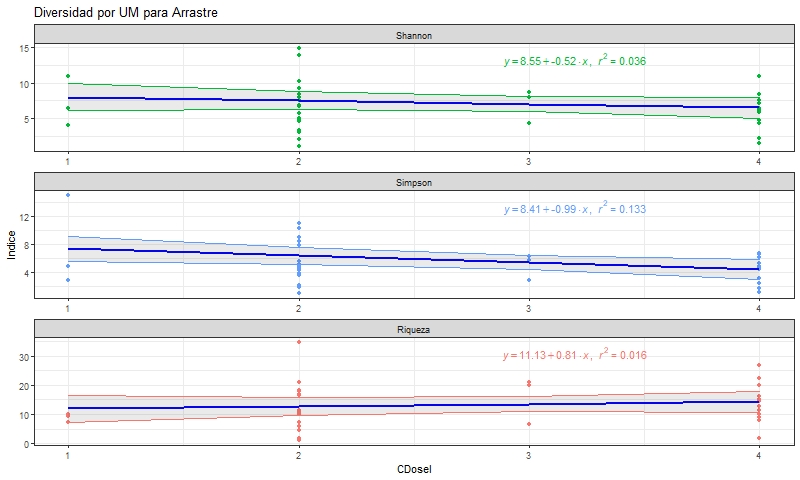 Diversidad por UM para Arrastre
Shannon
y = 8.55 + -0.52 · x, r² = 0.036
15
10
5
1 2 3 4
Simpson
y = 8.41 + -0.99 · x, r² = 0.133
12
8
4
1 2 3 4
Indice
Riqueza
y = 11.13 + 0.81 · x, r² = 0.016
30
20
10
0
1 2 3 4
CDosel